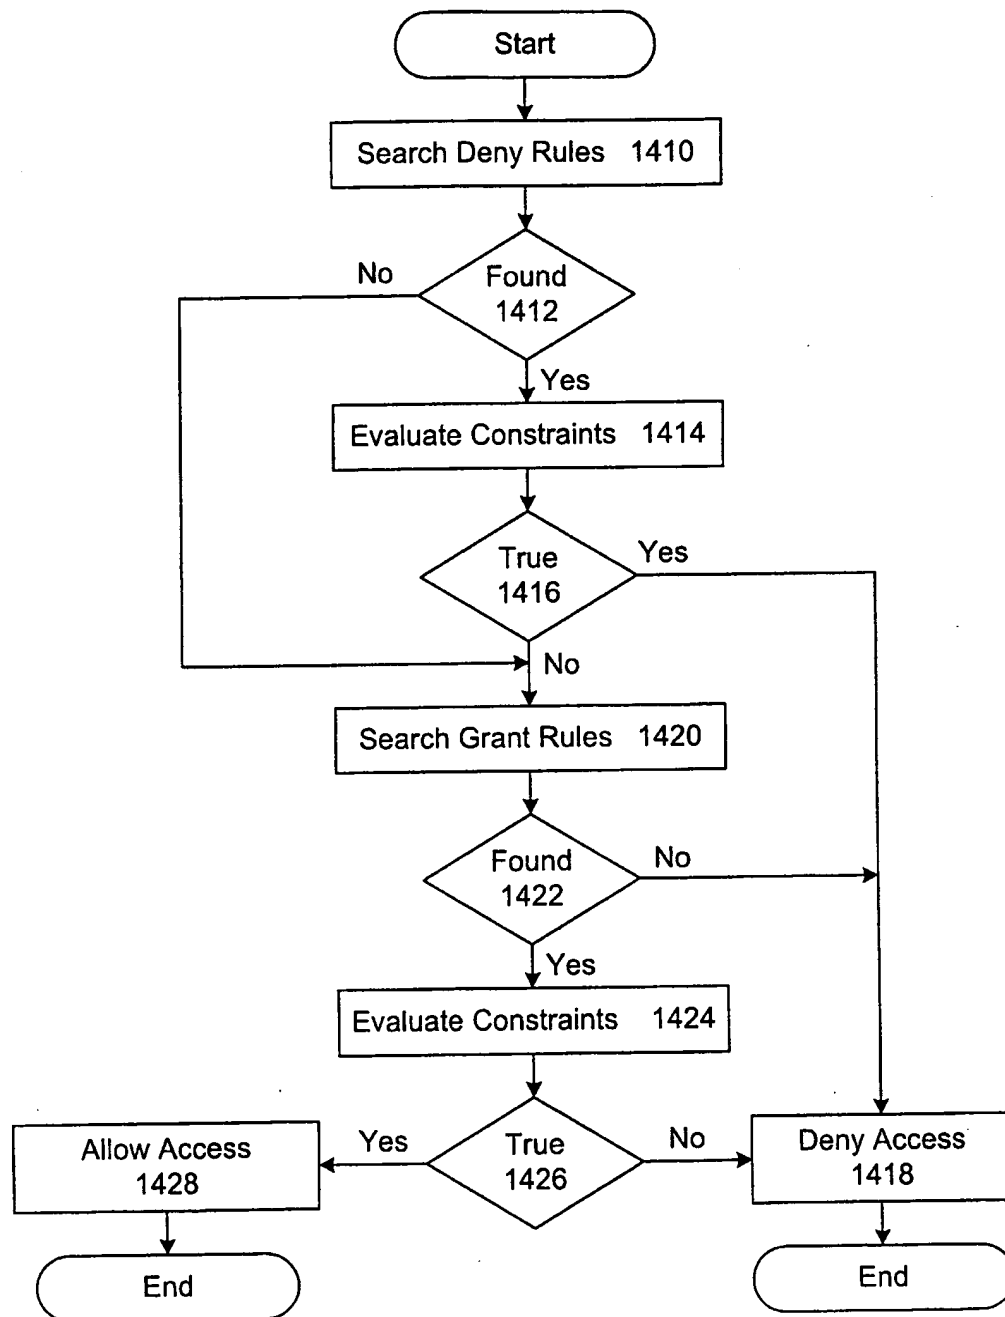 Start
Search Deny Rules 1410
No
Found
1412
Yes
Evaluate Constraints 1414
True
1416
Yes
No
Search Grant Rules 1420
Found
1422
No
Yes
Evaluate Constraints 1424
Allow Access
1428
Yes
True
1426
No
Deny Access
1418
End
End